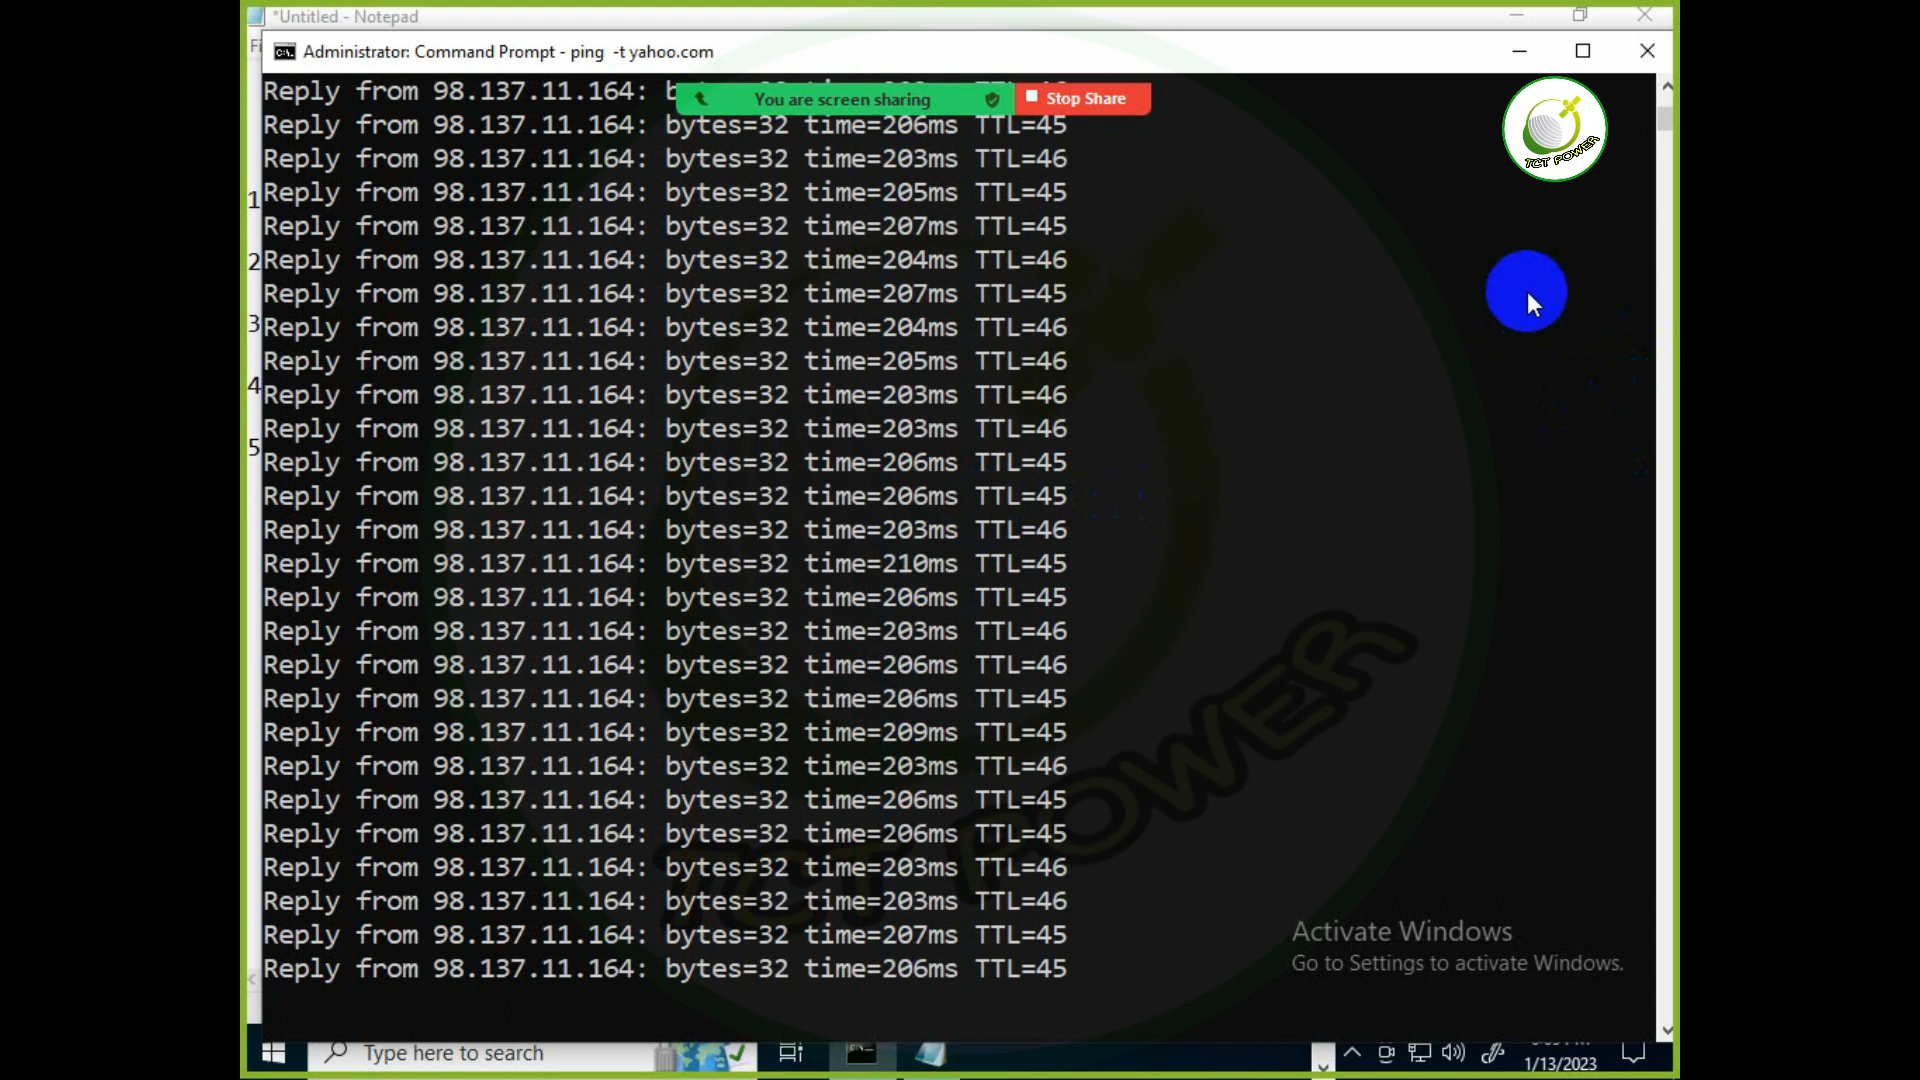 *Untitled - Notepad
Administrator: Command Prompt - ping -t yahoo.com
Reply from 98.137.11.164:
You are screen sharing
Stop Share
Reply from 98.137.11.164: bytes=32 time=206ms TTL=45
Reply from 98.137.11.164: bytes=32 time=203ms TTL=46
1
Reply from 98.137.11.164: bytes=32 time=205ms TTL=45
Reply from 98.137.11.164: bytes=32 time=207ms TTL=45
2
Reply from 98.137.11.164: bytes=32 time=204ms TTL=46
Reply from 98.137.11.164: bytes=32 time=207ms TTL=45
3
Reply from 98.137.11.164: bytes=32 time=204ms TTL=46
Reply from 98.137.11.164: bytes=32 time=205ms TTL=46
4
Reply from 98.137.11.164: bytes=32 time=203ms TTL=46
Reply from 98.137.11.164: bytes=32 time=203ms TTL=46
5
Reply from 98.137.11.164: bytes=32 time=206ms TTL=45
Reply from 98.137.11.164: bytes=32 time=206ms TTL=45
Reply from 98.137.11.164: bytes=32 time=203ms TTL=46
Reply from 98.137.11.164: bytes=32 time=210ms TTL=45
Reply from 98.137.11.164: bytes=32 time=206ms TTL=45
Reply from 98.137.11.164: bytes=32 time=203ms TTL=46
Reply from 98.137.11.164: bytes=32 time=206ms TTL=46
Reply from 98.137.11.164: bytes=32 time=206ms TTL=45
Reply from 98.137.11.164: bytes=32 time=209ms TTL=45
Reply from 98.137.11.164: bytes=32 time=203ms TTL=46
Reply from 98.137.11.164: bytes=32 time=206ms TTL=45
Reply from 98.137.11.164: bytes=32 time=206ms TTL=45
Reply from 98.137.11.164: bytes=32 time=203ms TTL=46
Reply from 98.137.11.164: bytes=32 time=203ms TTL=46
Reply from 98.137.11.164: bytes=32 time=207ms TTL=45
Reply from 98.137.11.164: bytes=32 time=206ms TTL=45
TCT POWER
TCT POWER
Activate Windows
Go to Settings to activate Windows.
Type here to search
1/13/2023